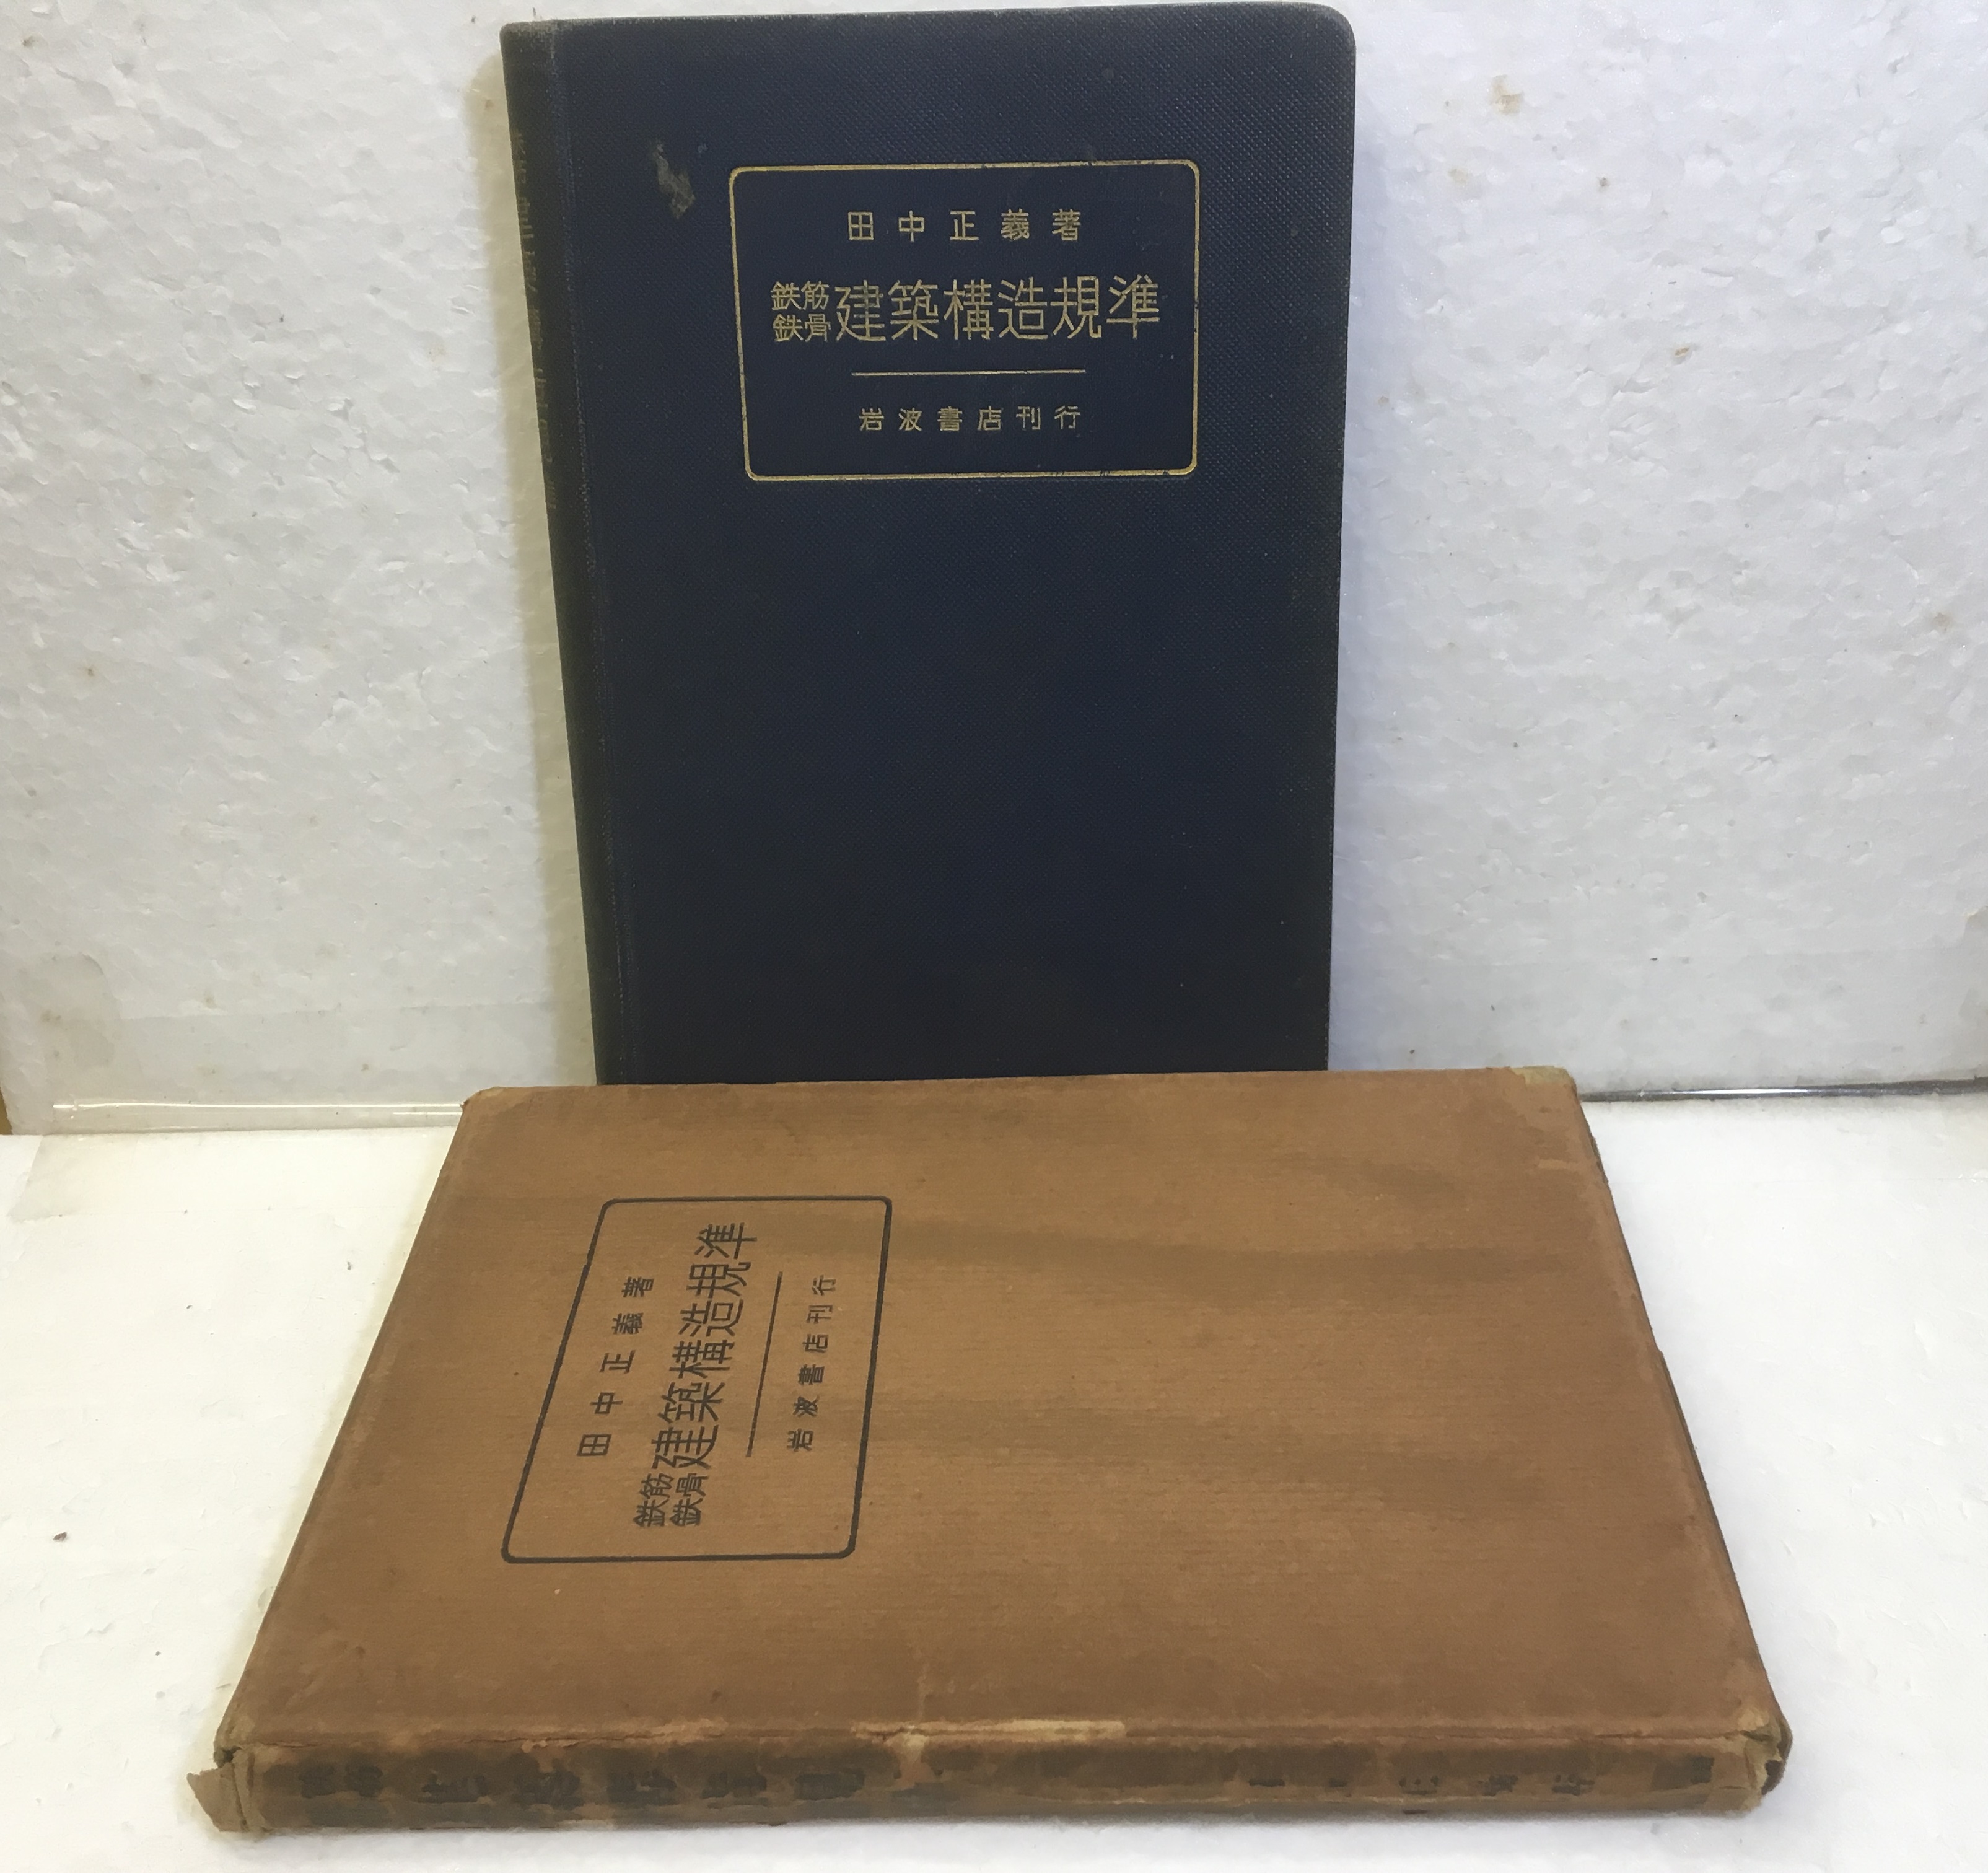 田中正義著
鉄筋
鉄骨
建築構造規準
岩波書店刊行
田中正義著
鉄筋
鉄骨
建築構造規準
岩波書店刊行